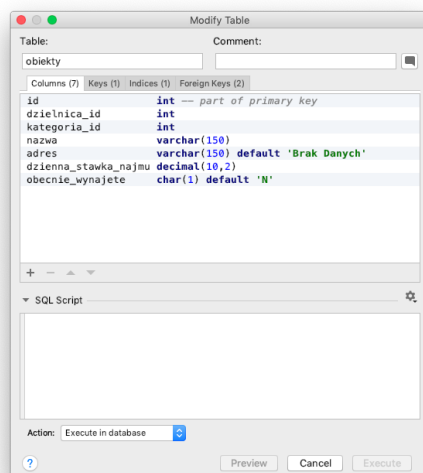 Modify Table
Table: Comment:
obiekty
Columns (7) Keys (1) Indices (1) Foreign Keys (2)
id int -- part of primary key
dzielnica_id int
kategoria_id int
nazwa varchar(150)
adres varchar(150) default 'Brak Danych'
dzienna_stawka_najmu decimal(10,2)
obecnie_wynajete char(1) default 'N'
SQL Script
Action: Execute in database
? Preview Cancel Execute